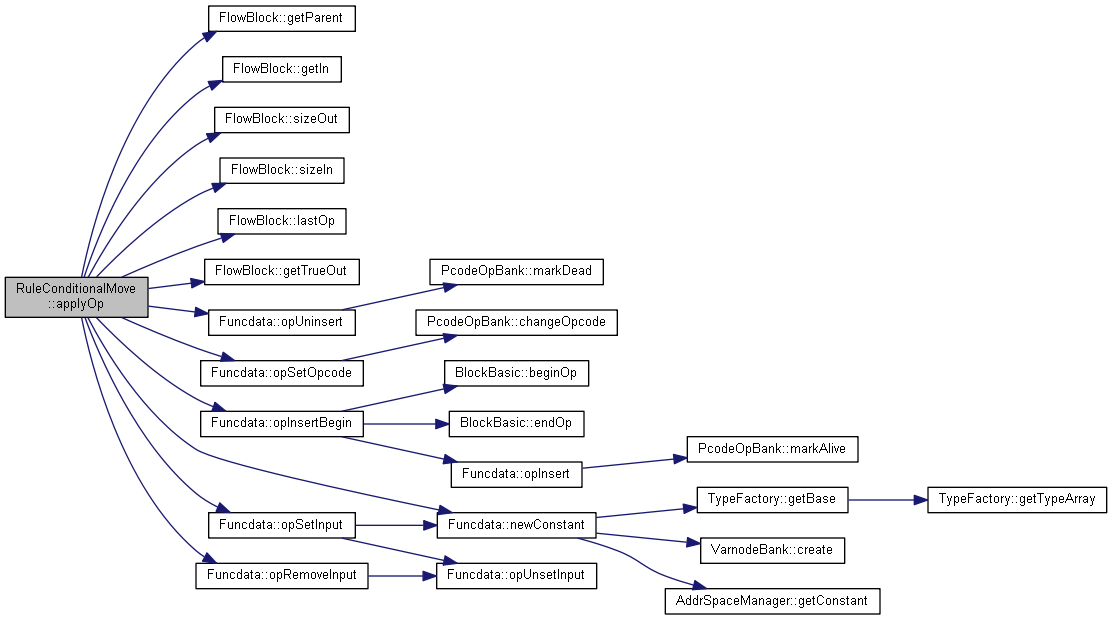 FlowBlock::getParent
FlowBlock::getIn
FlowBlock::sizeOut
FlowBlock::sizeIn
FlowBlock::lastOp
FlowBlock::getTrueOut
RuleConditionalMove
::applyOp
Funcdata::opUninsert
Funcdata::opSetOpcode
Funcdata::opInsertBegin
Funcdata::opSetInput
Funcdata::opRemoveInput
PcodeOpBank::markDead
PcodeOpBank::changeOpcode
BlockBasic::beginOp
BlockBasic::endOp
Funcdata::opInsert
Funcdata::newConstant
Funcdata::opUnsetInput
PcodeOpBank::markAlive
TypeFactory::getBase
VarnodeBank::create
AddrSpaceManager::getConstant
TypeFactory::getTypeArray